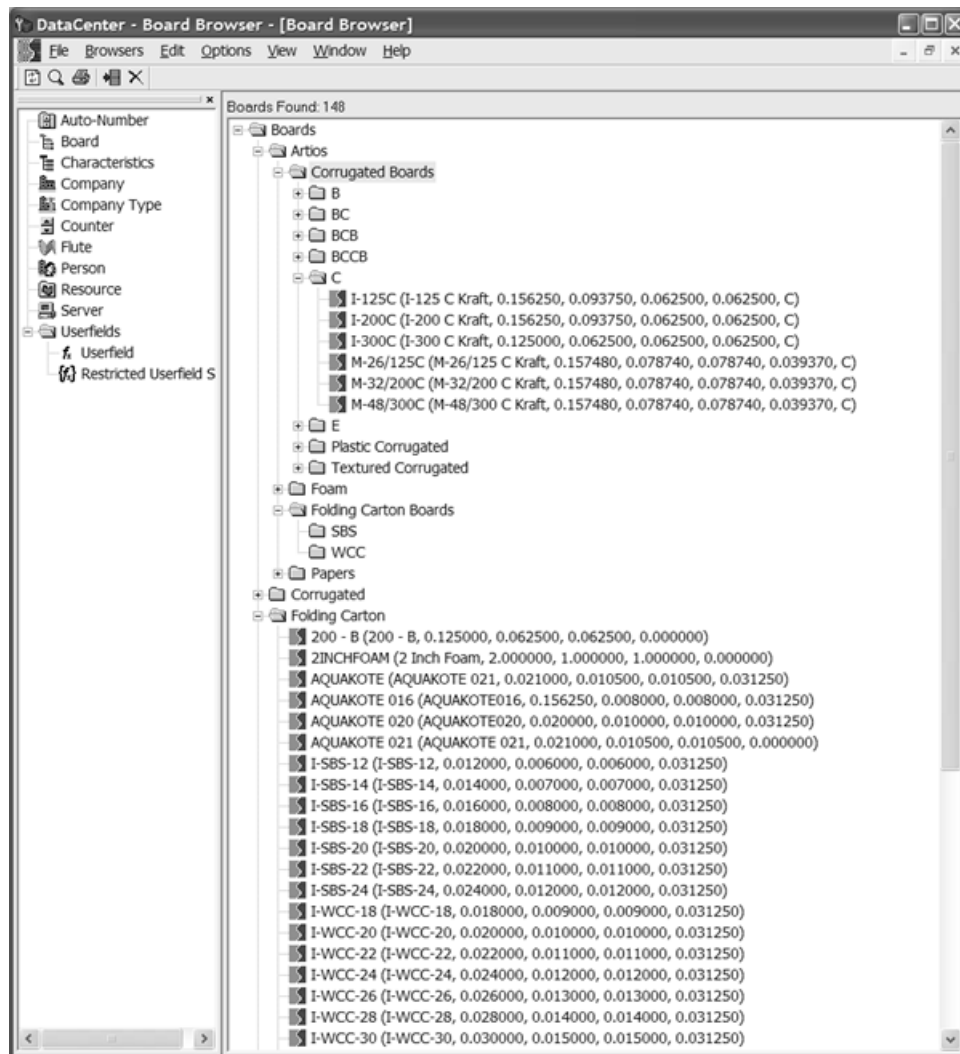 DataCenter - Board Browser - [Board Browser]
File Browsers Edit Options View Window Help
Auto-Number
Board
Characteristics
Company
Company Type
Counter
Flute
Person
Resource
Server
Userfields
Userfield
Restricted Userfield S
Boards Found: 148
Boards
Artios
Corrugated Boards
B
BC
BCB
BCCB
C
I-125C (I-125 C Kraft, 0.156250, 0.093750, 0.062500, 0.062500, C)
I-200C (I-200 C Kraft, 0.156250, 0.093750, 0.062500, 0.062500, C)
I-300C (I-300 C Kraft, 0.125000, 0.062500, 0.062500, 0.062500, C)
M-26/125C (M-26/125 C Kraft, 0.157480, 0.078740, 0.078740, 0.039370, C)
M-32/200C (M-32/200 C Kraft, 0.157480, 0.078740, 0.078740, 0.039370, C)
M-48/300C (M-48/300 C Kraft, 0.157480, 0.078740, 0.078740, 0.039370, C)
E
Plastic Corrugated
Textured Corrugated
Foam
Folding Carton Boards
SBS
WCC
Papers
Corrugated
Folding Carton
200 - B (200 - B, 0.125000, 0.062500, 0.062500, 0.000000)
2INCHFOAM (2 Inch Foam, 2.000000, 1.000000, 1.000000, 0.000000)
AQUAKOTE (AQUAKOTE 021, 0.021000, 0.010500, 0.010500, 0.031250)
AQUAKOTE 016 (AQUAKOTE016, 0.156250, 0.008000, 0.008000, 0.031250)
AQUAKOTE 020 (AQUAKOTE020, 0.020000, 0.010000, 0.010000, 0.031250)
AQUAKOTE 021 (AQUAKOTE 021, 0.021000, 0.010500, 0.010500, 0.000000)
I-SBS-12 (I-SBS-12, 0.012000, 0.006000, 0.006000, 0.031250)
I-SBS-14 (I-SBS-14, 0.014000, 0.007000, 0.007000, 0.031250)
I-SBS-16 (I-SBS-16, 0.016000, 0.008000, 0.008000, 0.031250)
I-SBS-18 (I-SBS-18, 0.018000, 0.009000, 0.009000, 0.031250)
I-SBS-20 (I-SBS-20, 0.020000, 0.010000, 0.010000, 0.031250)
I-SBS-22 (I-SBS-22, 0.022000, 0.011000, 0.011000, 0.031250)
I-SBS-24 (I-SBS-24, 0.024000, 0.012000, 0.012000, 0.031250)
I-WCC-18 (I-WCC-18, 0.018000, 0.009000, 0.009000, 0.031250)
I-WCC-20 (I-WCC-20, 0.020000, 0.010000, 0.010000, 0.031250)
I-WCC-22 (I-WCC-22, 0.022000, 0.011000, 0.011000, 0.031250)
I-WCC-24 (I-WCC-24, 0.024000, 0.012000, 0.012000, 0.031250)
I-WCC-26 (I-WCC-26, 0.026000, 0.013000, 0.013000, 0.031250)
I-WCC-28 (I-WCC-28, 0.028000, 0.014000, 0.014000, 0.031250)
I-WCC-30 (I-WCC-30, 0.030000, 0.015000, 0.015000, 0.031250)